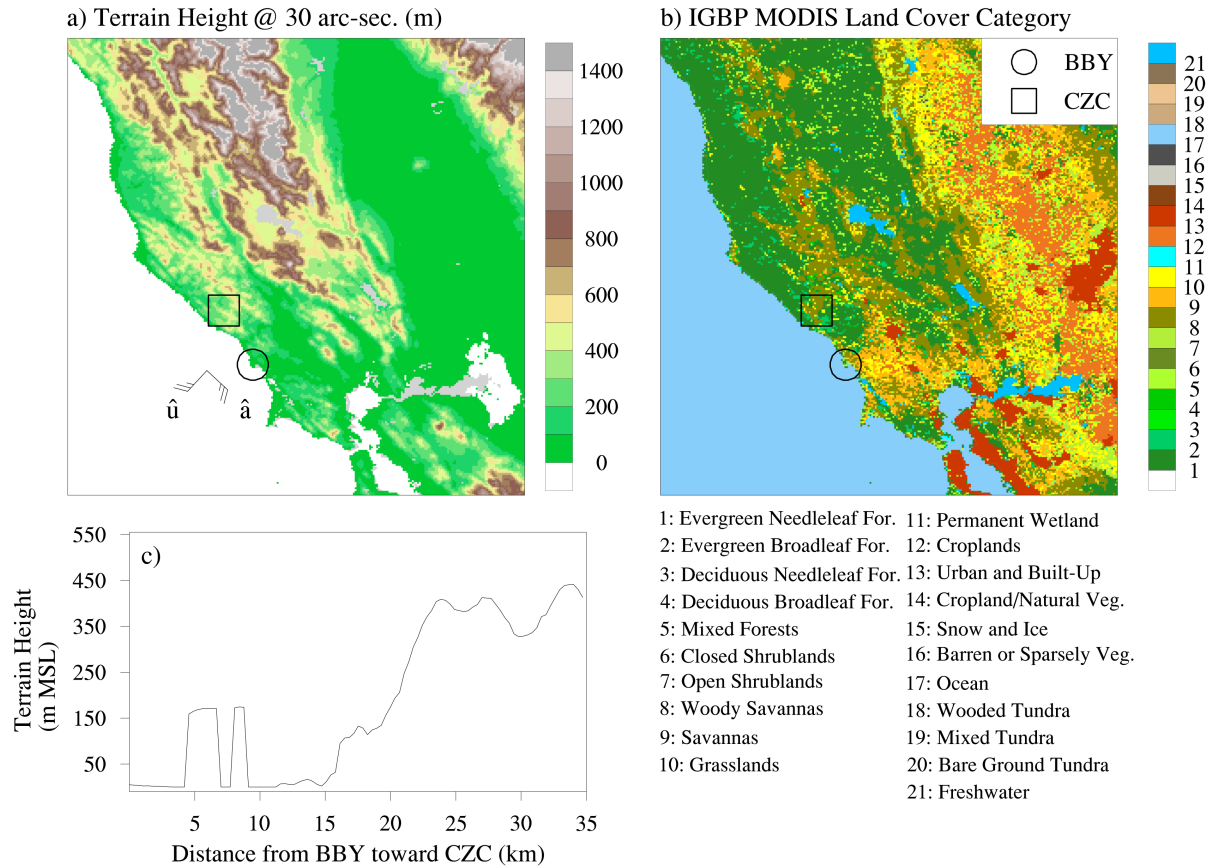 a) Terrain Height @ 30 arc-sec. (m)
1400
1200
1000
800
600
400
200
0
û
â
b) IGBP MODIS Land Cover Category
BBY
CZC
21
20
19
18
17
16
15
14
13
12
11
10
9
8
7
6
5
4
3
2
1
c)
550
450
350
250
150
50
Terrain Height
(m MSL)
5
10
15
20
25
30
35
Distance from BBY toward CZC (km)
1: Evergreen Needleleaf For.
2: Evergreen Broadleaf For.
3: Deciduous Needleleaf For.
4: Deciduous Broadleaf For.
5: Mixed Forests
6: Closed Shrublands
7: Open Shrublands
8: Woody Savannas
9: Savannas
10: Grasslands
11: Permanent Wetland
12: Croplands
13: Urban and Built-Up
14: Cropland/Natural Veg.
15: Snow and Ice
16: Barren or Sparsely Veg.
17: Ocean
18: Wooded Tundra
19: Mixed Tundra
20: Bare Ground Tundra
21: Freshwater